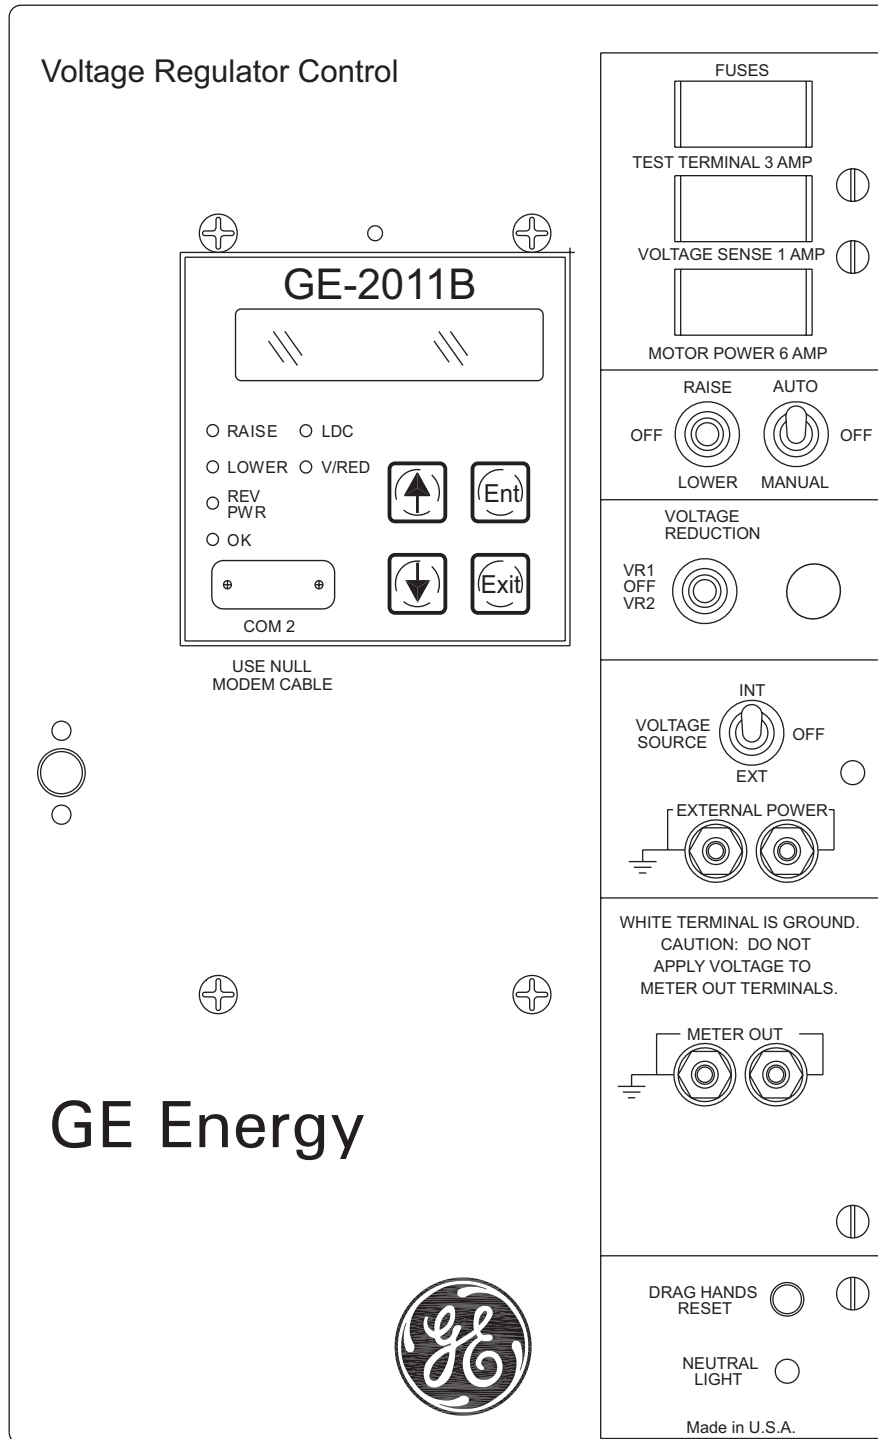 Voltage Regulator Control
GE-2011B
RAISE
LDC
LOWER
V/RED
REV
PWR
OK
Ent
Exit
COM 2
USE NULL
MODEM CABLE
GE Energy
GE
FUSES
TEST TERMINAL 3 AMP
VOLTAGE SENSE 1 AMP
MOTOR POWER 6 AMP
RAISE
AUTO
OFF
OFF
LOWER
MANUAL
VOLTAGE
REDUCTION
VR1
OFF
VR2
INT
VOLTAGE
SOURCE
OFF
EXT
EXTERNAL POWER
WHITE TERMINAL IS GROUND.
CAUTION: DO NOT
APPLY VOLTAGE TO
METER OUT TERMINALS.
METER OUT
DRAG HANDS
RESET
NEUTRAL
LIGHT
Made in U.S.A.